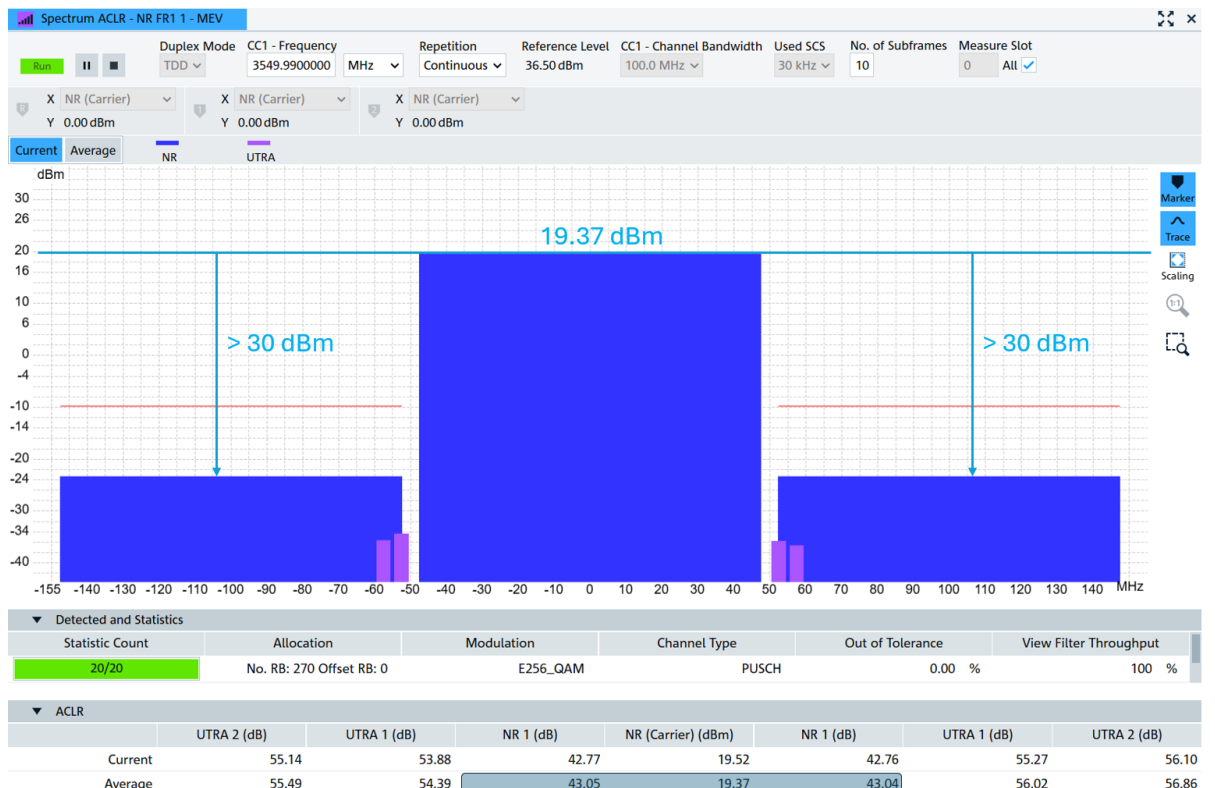 Spectrum ACLR - NR FR1 1 - MEV
Duplex Mode CC1 - Frequency Repetition Reference Level CC1 - Channel Bandwidth Used SCS No. of Subframes Measure Slot
Run TDD 3549.9900000 MHz Continuous 36.50 dBm 100.0 MHz 30 kHz 10 0 All
R X NR (Carrier) 1 X NR (Carrier) 2 X NR (Carrier)
Y 0.00 dBm Y 0.00 dBm Y 0.00 dBm
Current Average NR UTRA
dBm
Marker
30
26
19.37 dBm
Trace
20
16
Scaling
10
1:1
6
> 30 dBm > 30 dBm
0
-4
-10
-14
-20
-24
-30
-34
-40
-155 -140 -130 -120 -110 -100 -90 -80 -70 -60 -50 -40 -30 -20 -10 0 10 20 30 40 50 60 70 80 90 100 110 120 130 140 MHz
Detected and Statistics
Statistic Count Allocation Modulation Channel Type Out of Tolerance View Filter Throughput
20/20 No. RB: 270 Offset RB: 0 E256_QAM PUSCH 0.00 % 100 %
ACLR
UTRA 2 (dB) UTRA 1 (dB) NR 1 (dB) NR (Carrier) (dBm) NR 1 (dB) UTRA 1 (dB) UTRA 2 (dB)
Current 55.14 53.88 42.77 19.52 42.76 55.27 56.10
Average 55.49 54.39 43.05 19.37 43.04 56.02 56.86